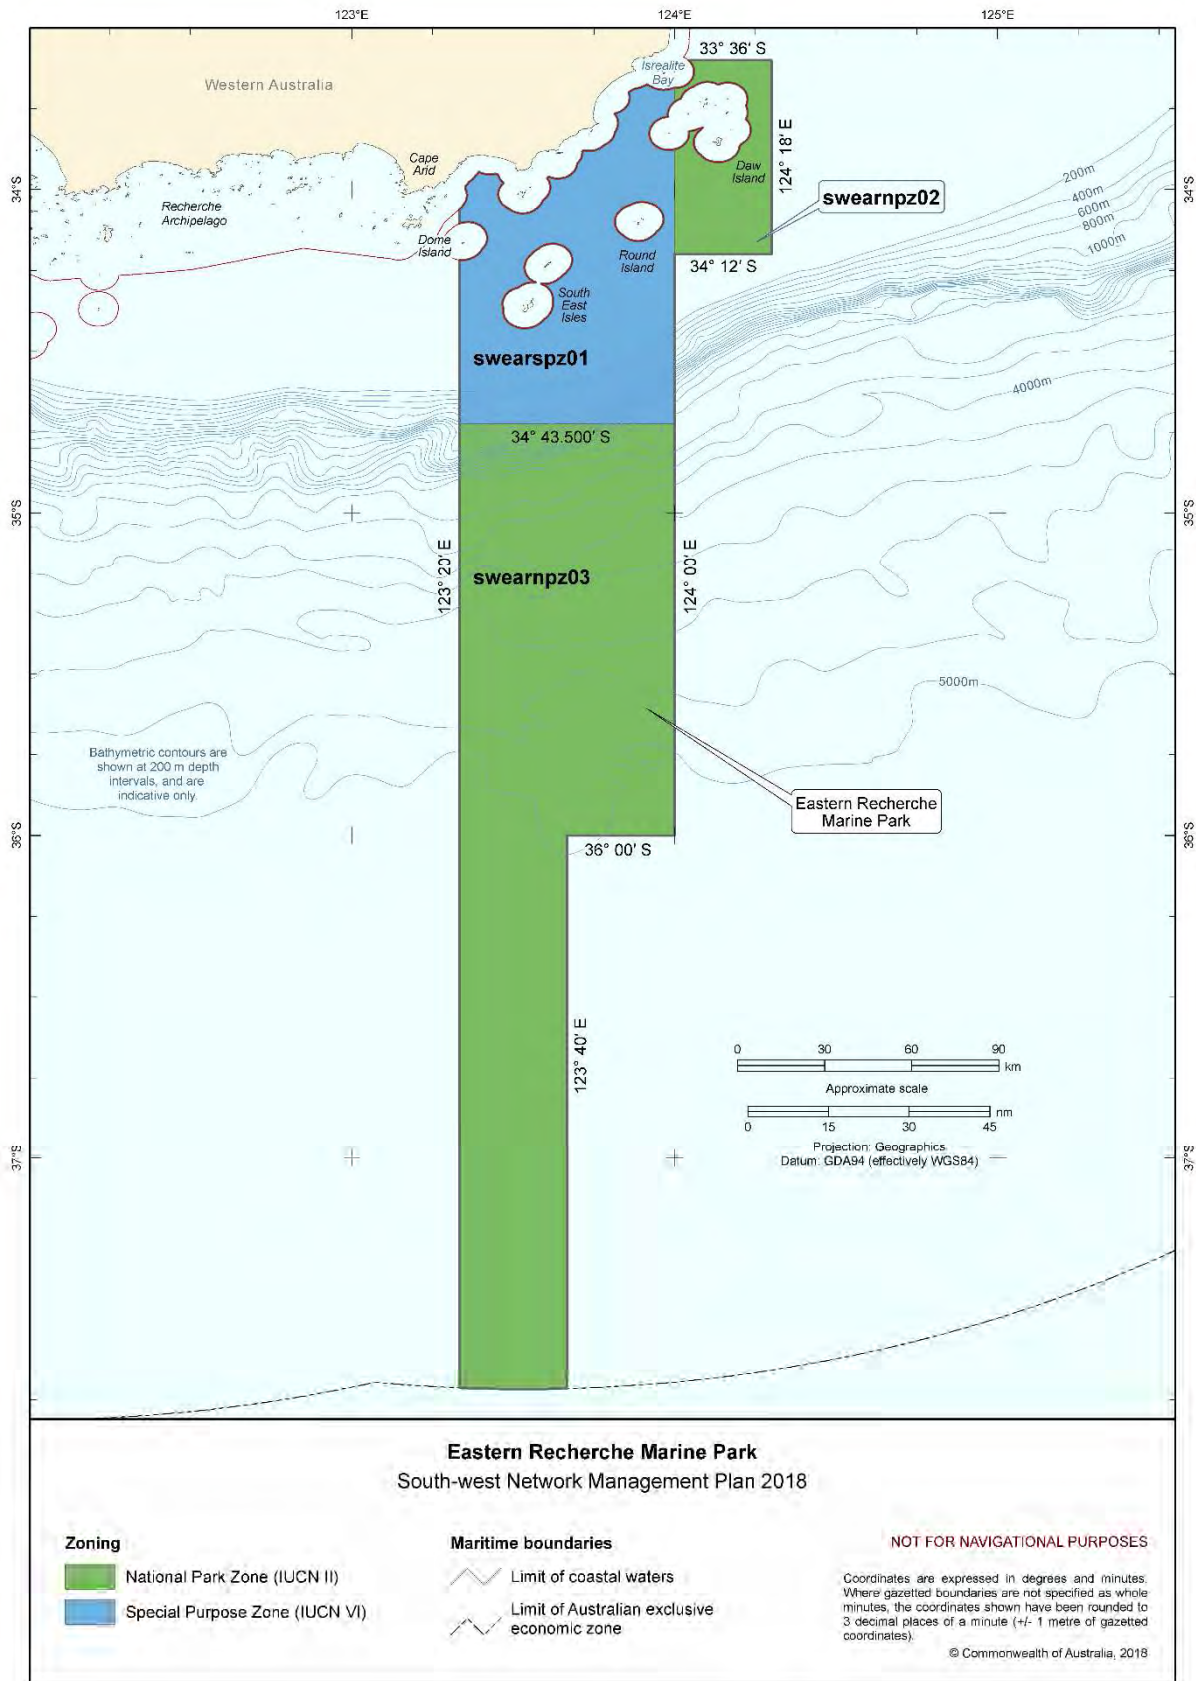 123°E
124°E
125°E
33° 36' S
Isrealite
Bay
Western Australia
124° 18' E
Cape
Arid
Daw
Island
200m
400m
600m
800m
1000m
34°S
34°S
swearnpz02
Recherche
Archipelago
Dome
Island
Round
Island
34° 12' S
South
East
Isles
swearspz01
4000m
34° 43.500' S
35°S
35°S
123° 20' E
swearnpz03
124° 00' E
5000m
Bathymetric contours are
shown at 200 m depth
intervals, and are
indicative only.
Eastern Recherche
Marine Park
36°S
36°S
36° 00' S
123° 40' E
0 30 60 90
km
Approximate scale
nm
0 15 30 45
Projection: Geographics
Datum: GDA94 (effectively WGS84)
37°S
37°S
Eastern Recherche Marine Park
South-west Network Management Plan 2018
Zoning
National Park Zone (IUCN II)
Special Purpose Zone (IUCN VI)
Maritime boundaries
Limit of coastal waters
Limit of Australian exclusive
economic zone
NOT FOR NAVIGATIONAL PURPOSES
Coordinates are expressed in degrees and minutes.
Where gazetted boundaries are not specified as whole
minutes, the coordinates shown have been rounded to
3 decimal places of a minute (+/- 1 metre of gazetted
coordinates).
© Commonwealth of Australia, 2018